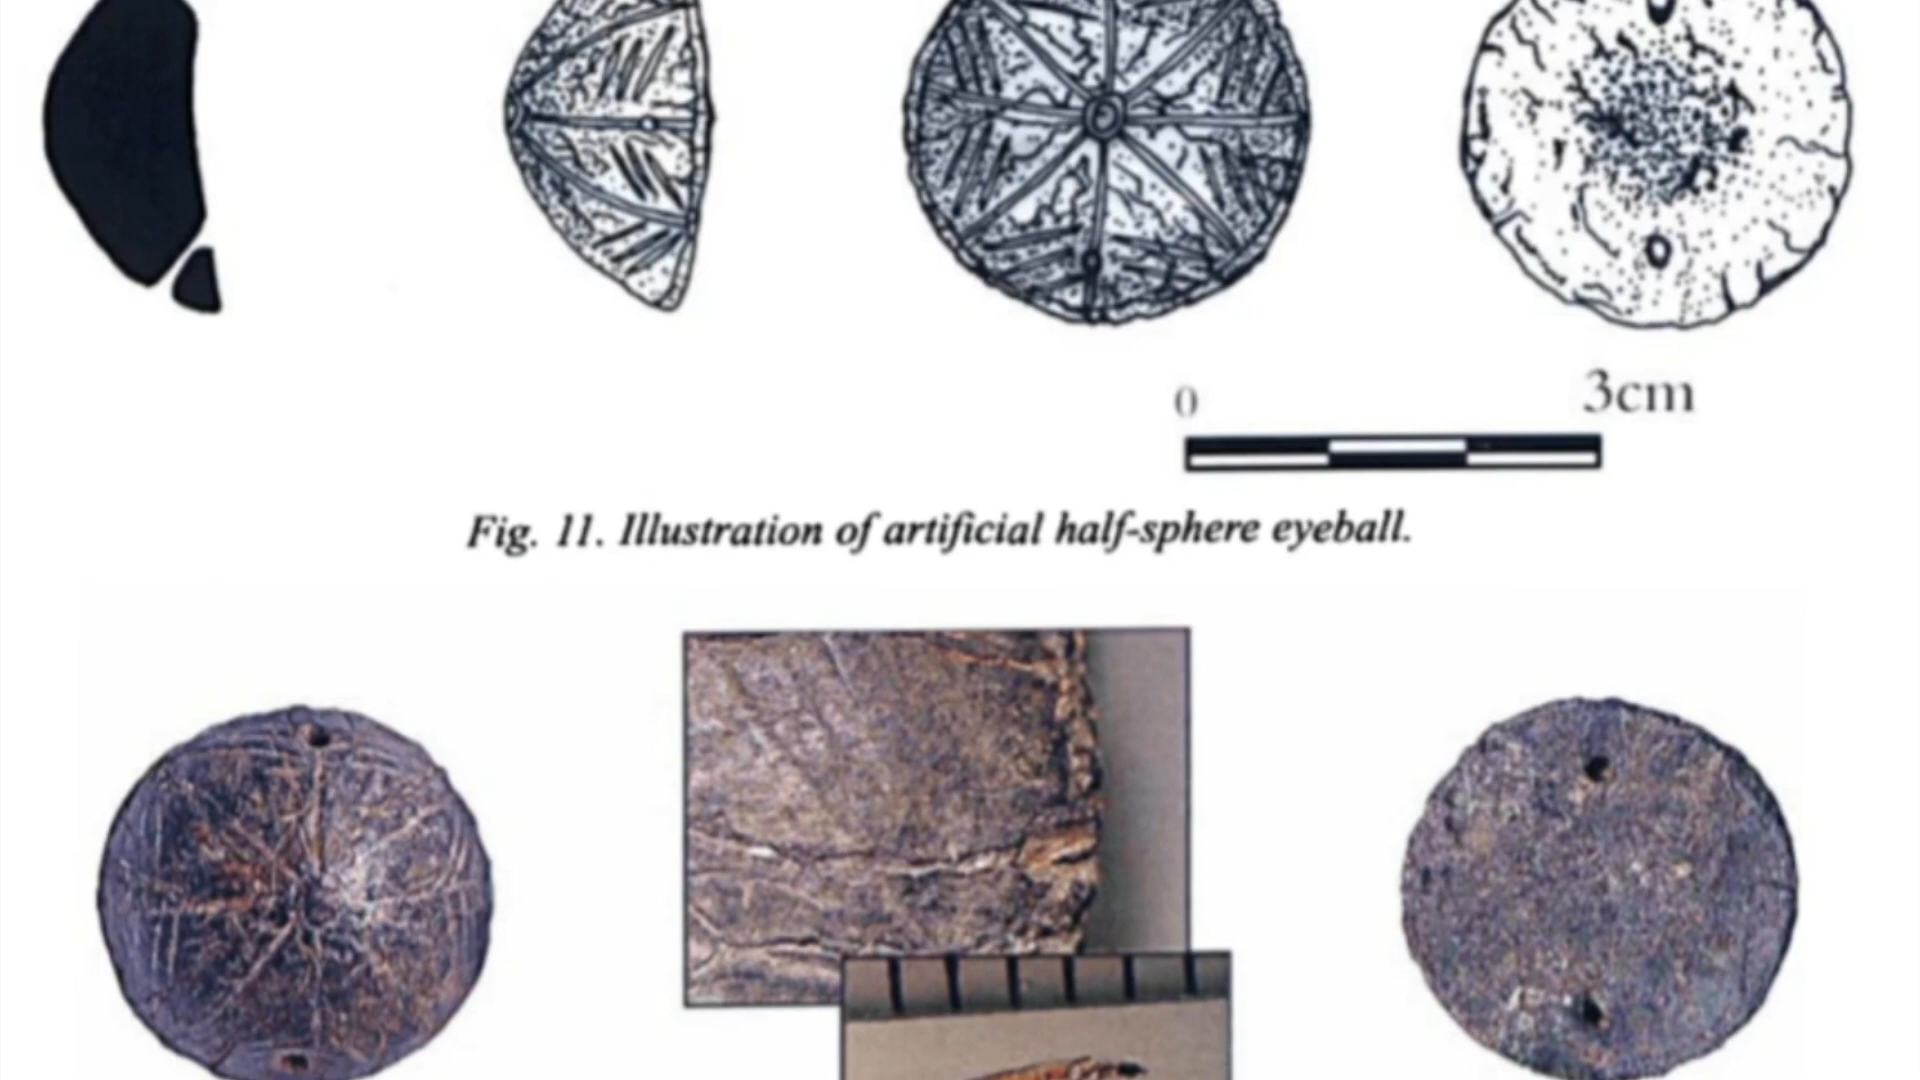 0
3cm
Fig. 11. Illustration of artificial half-sphere eyeball.